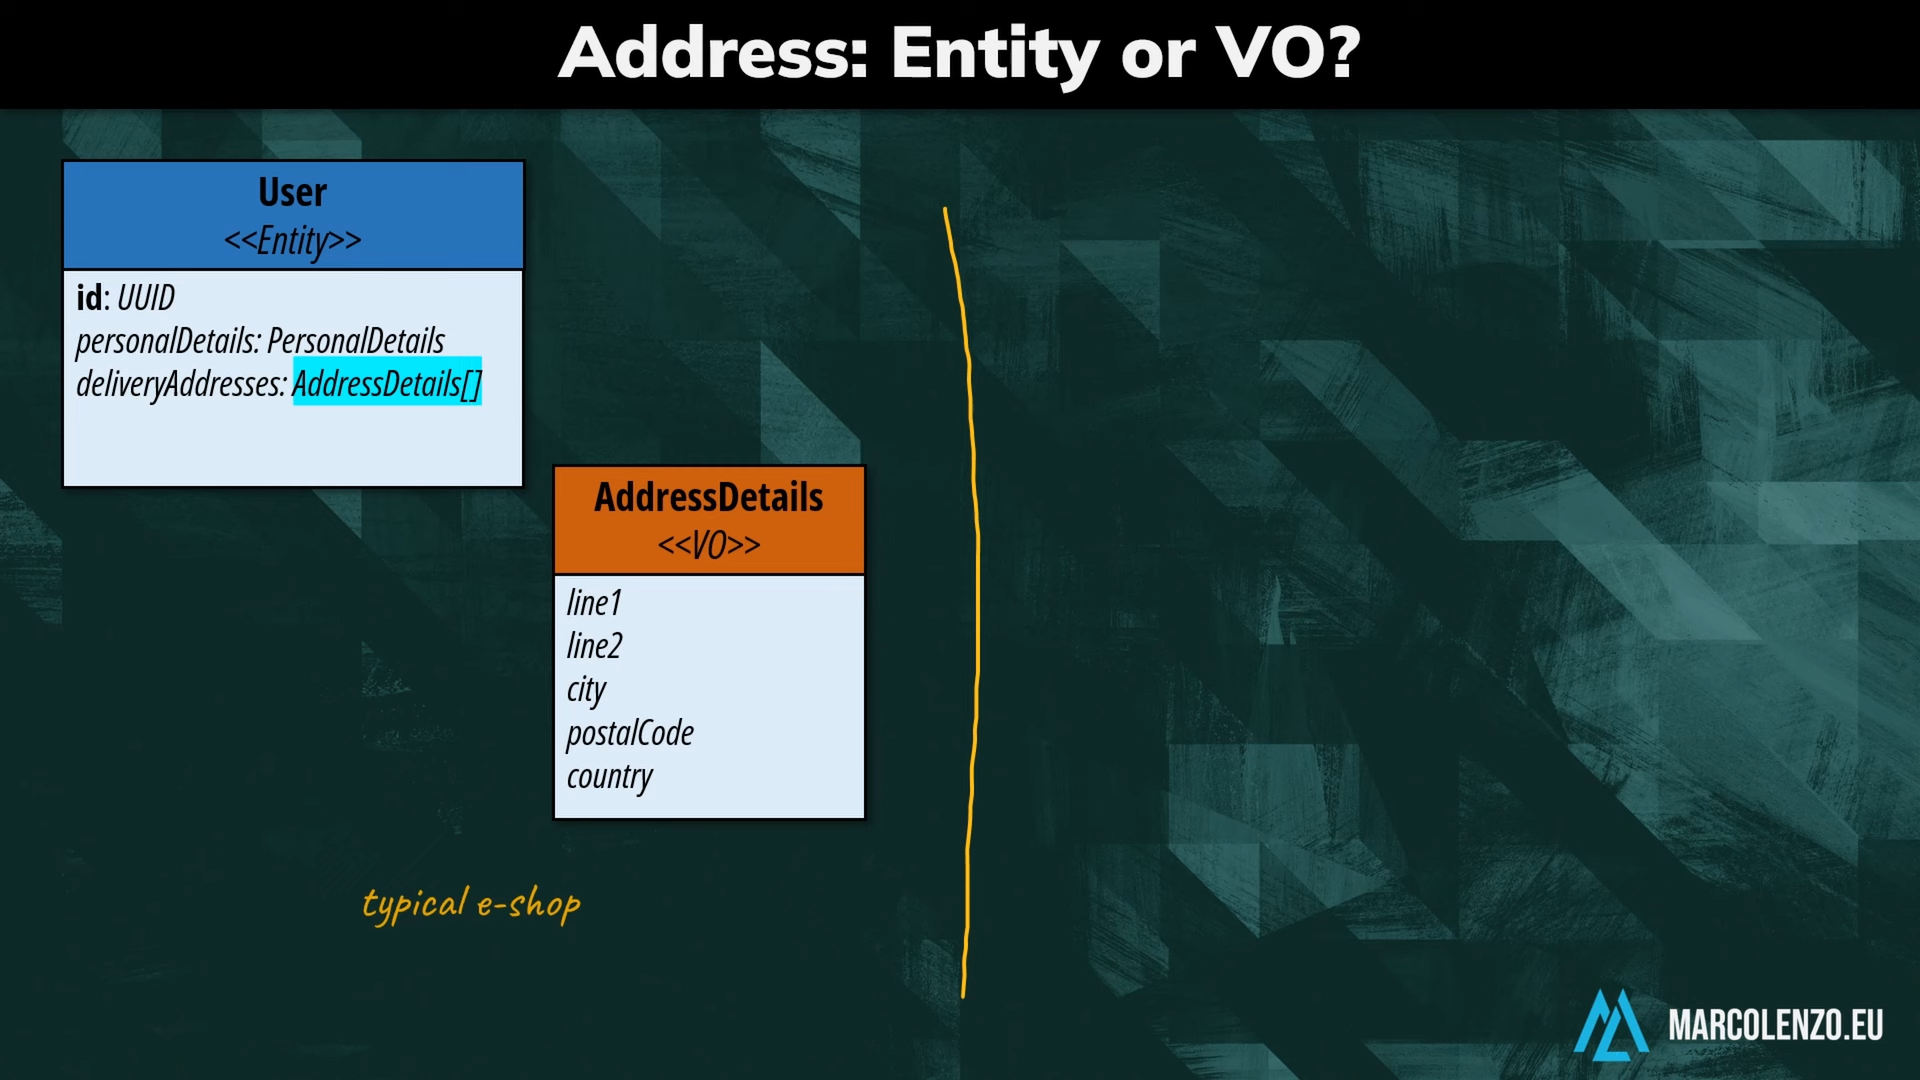 Address: Entity or VO?
User
<<Entity>>
id: UUID
personalDetails: PersonalDetails
deliveryAddresses: AddressDetails[]
AddressDetails
<<VO>>
line1
line2
city
postalCode
country
typical e-shop
MARCOLENZO.EU